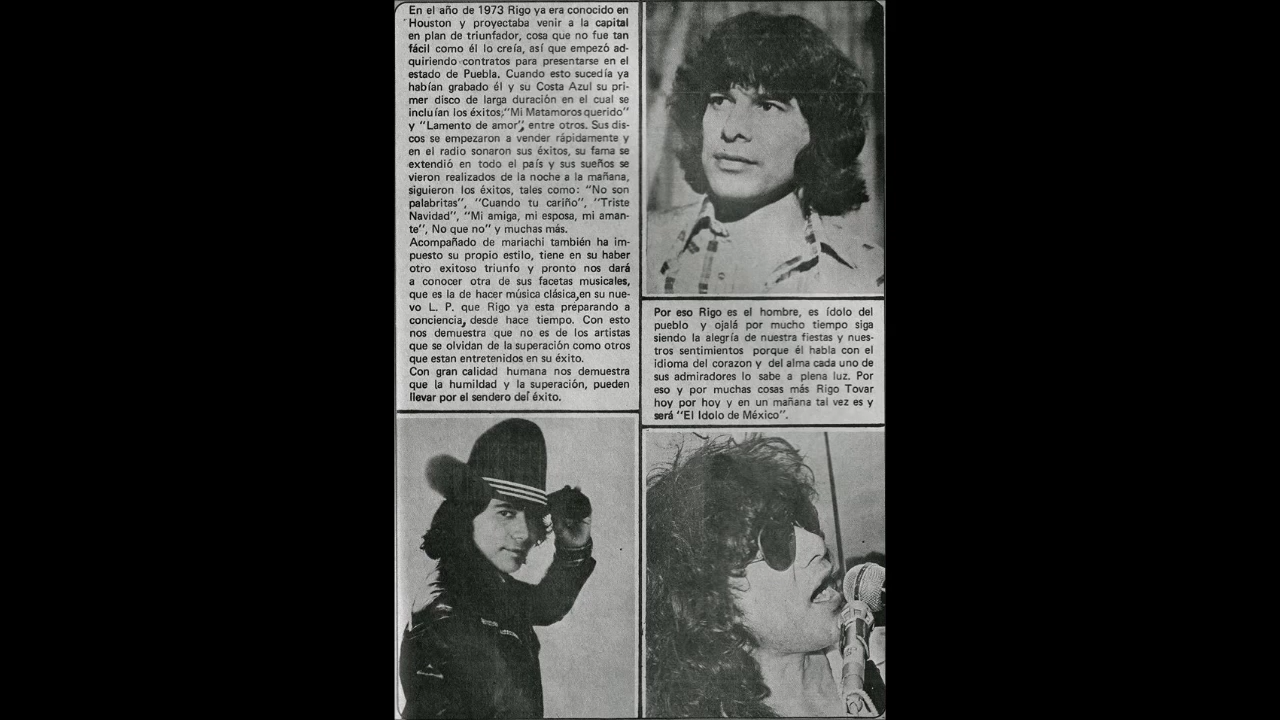 En el año de 1973 Rigo ya era conocido en
Houston y proyectaba venir a la capital
en plan de triunfador, cosa que no fue tan
fácil como él lo creía, así que empezó ad-
quiriendo contratos para presentarse en el
estado de Puebla. Cuando esto sucedía ya
habían grabado él y su Costa Azul su pri-
mer disco de larga duración en el cual se
incluían los éxitos;"Mi Matamoros querido"
y "Lamento de amor", entre otros. Sus dis-
cos se empezaron a vender rápidamente y
en el radio sonaron sus éxitos, su fama se
extendió en todo el país y sus sueños se
vieron realizados de la noche a la mañana,
siguieron los éxitos, tales como: "No son
palabritas", "Cuando tu cariño", "Triste
Navidad", "Mi amiga, mi esposa, mi aman-
te", No que no" y muchas más.
Acompañado de mariachi también ha im-
puesto su propio estilo, tiene en su haber
otro exitoso triunfo y pronto nos dará
a conocer otra de sus facetas musicales,
que es la de hacer música clásica,en su nue-
vo L. P. que Rigo ya esta preparando a
conciencia, desde hace tiempo. Con esto
nos demuestra que no es de los artistas
que se olvidan de la superación como otros
que estan entretenidos en su éxito.
Con gran calidad humana nos demuestra
que la humildad y la superación, pueden
llevar por el sendero del éxito.
Por eso Rigo es el hombre, es ídolo del
pueblo y ojalá por mucho tiempo siga
siendo la alegría de nuestra fiestas y nues-
tros sentimientos porque él habla con el
idioma del corazon y del alma cada uno de
sus admiradores lo sabe a plena luz. Por
eso y por muchas cosas más Rigo Tovar
hoy por hoy y en un mañana tal vez es y
será "El Idolo de México".